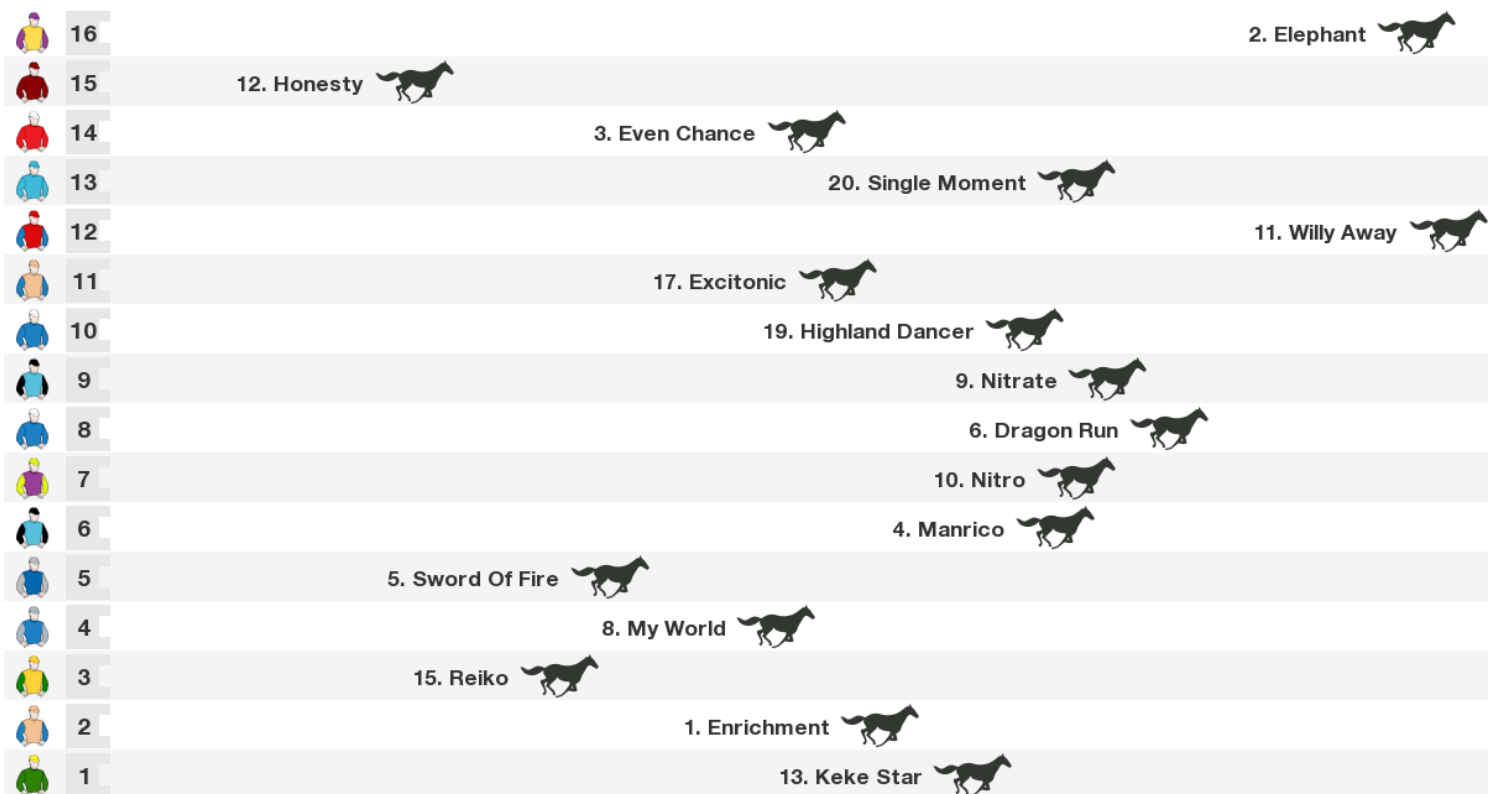 16 2. Elephant
15 12. Honesty
14 3. Even Chance
13 20. Single Moment
12 11. Willy Away
11 17. Excitonic
10 19. Highland Dancer
9 9. Nitrate
8 6. Dragon Run
7 10. Nitro
6 4. Manrico
5 5. Sword Of Fire
4 8. My World
3 15. Reiko
2 1. Enrichment
1 13. Keke Star